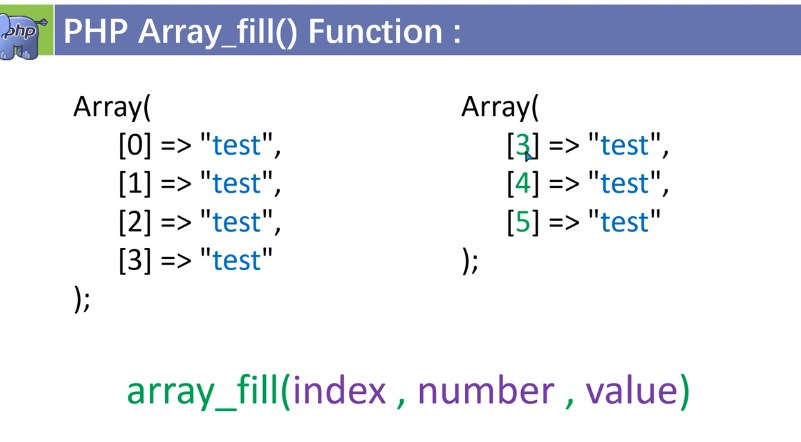 php
PHP Array_fill() Function :
Array(
[0] => "test",
[1] => "test",
[2] => "test",
[3] => "test"
);
Array(
[3] => "test",
[4] => "test",
[5] => "test"
);
array_fill(index , number , value)